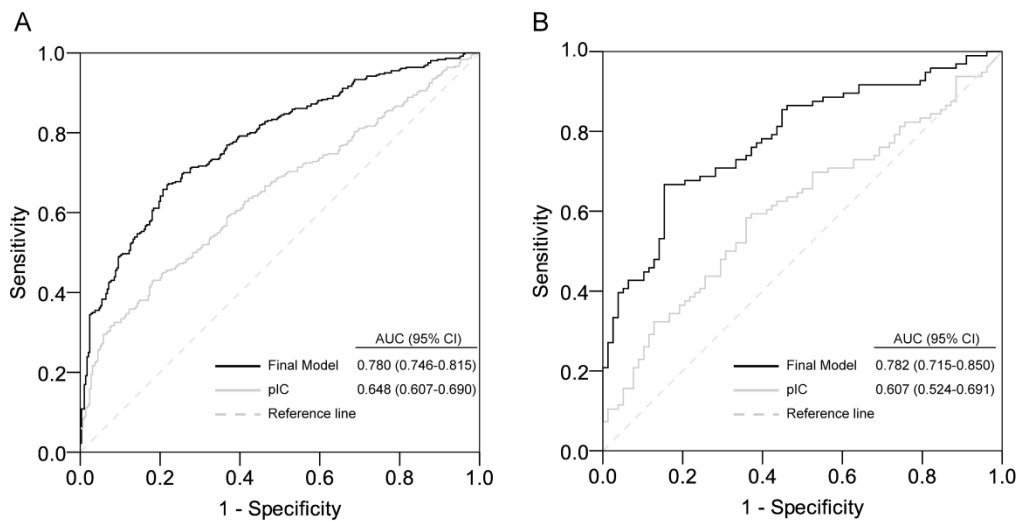 A
Sensitivity
1.0
0.8
0.6
0.4
0.2
0.0
AUC (95% CI)
Final Model 0.780 (0.746-0.815)
pIC 0.648 (0.607-0.690)
Reference line
0.0 0.2 0.4 0.6 0.8 1.0
1 - Specificity
B
Sensitivity
1.0
0.8
0.6
0.4
0.2
0.0
AUC (95% CI)
Final Model 0.782 (0.715-0.850)
pIC 0.607 (0.524-0.691)
Reference line
0.0 0.2 0.4 0.6 0.8 1.0
1 - Specificity